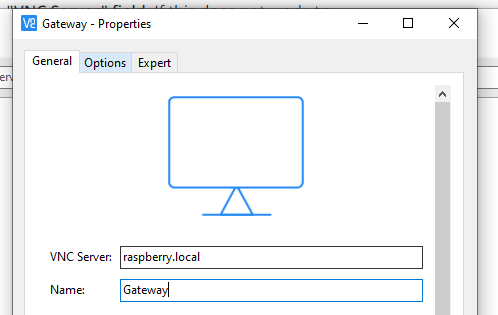 Gateway - Properties
General
Options
Expert
VNC Server:
raspberry.local
Name:
Gateway